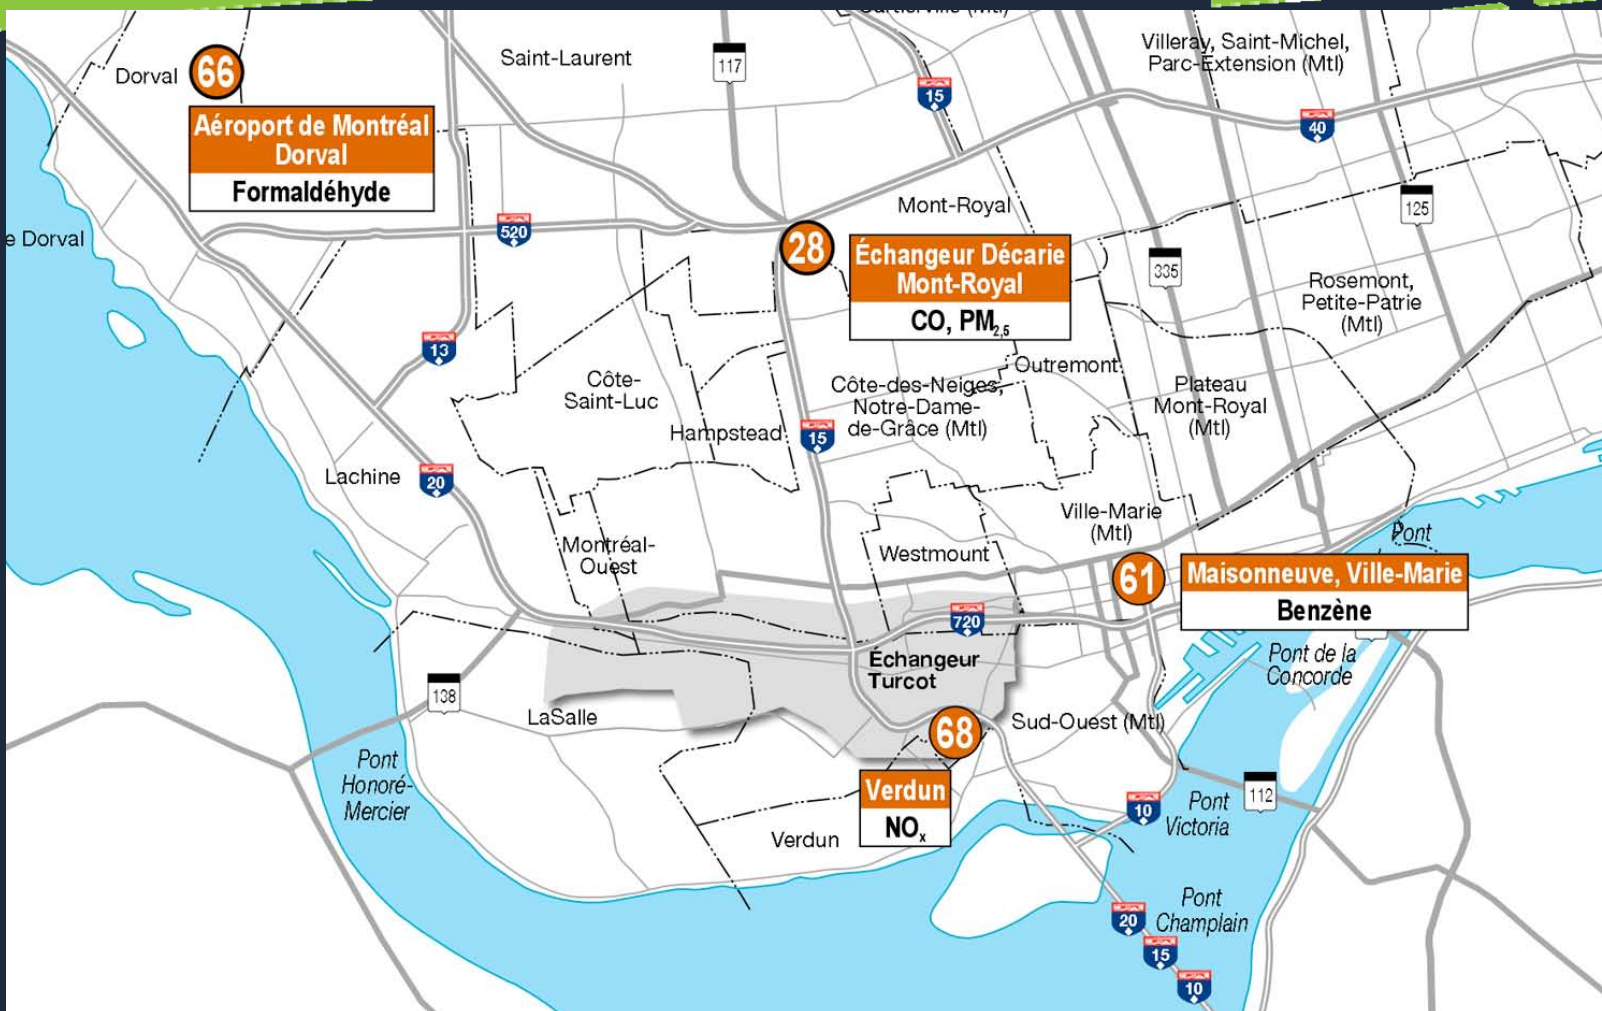 Cartierville (Mtl)
Saint-Laurent
117
Villeray, Saint-Michel,
Parc-Extension (Mtl)
Dorval
66
15
40
Aéroport de Montréal
Dorval
Formaldéhyde
125
Mont-Royal
520
e Dorval
28
Échangeur Décarie
Mont-Royal
CO, PM2,5
335
Rosemont,
Petite-Patrie
(Mtl)
13
Outremont
Côte-
Saint-Luc
Côte-des-Neiges,
Notre-Dame-
de-Grâce (Mtl)
Plateau
Mont-Royal
(Mtl)
Hampstead
15
Lachine
20
Ville-Marie
(Mtl)
Pont
Montréal-
Ouest
Westmount
61
Maisonneuve, Ville-Marie
Benzène
720
Échangeur
Turcot
Pont de la
Concorde
138
LaSalle
68
Sud-Ouest (Mtl)
Pont
Honoré-
Mercier
Verdun
NOx
112
10
Pont
Victoria
Verdun
Pont
Champlain
20
15
10